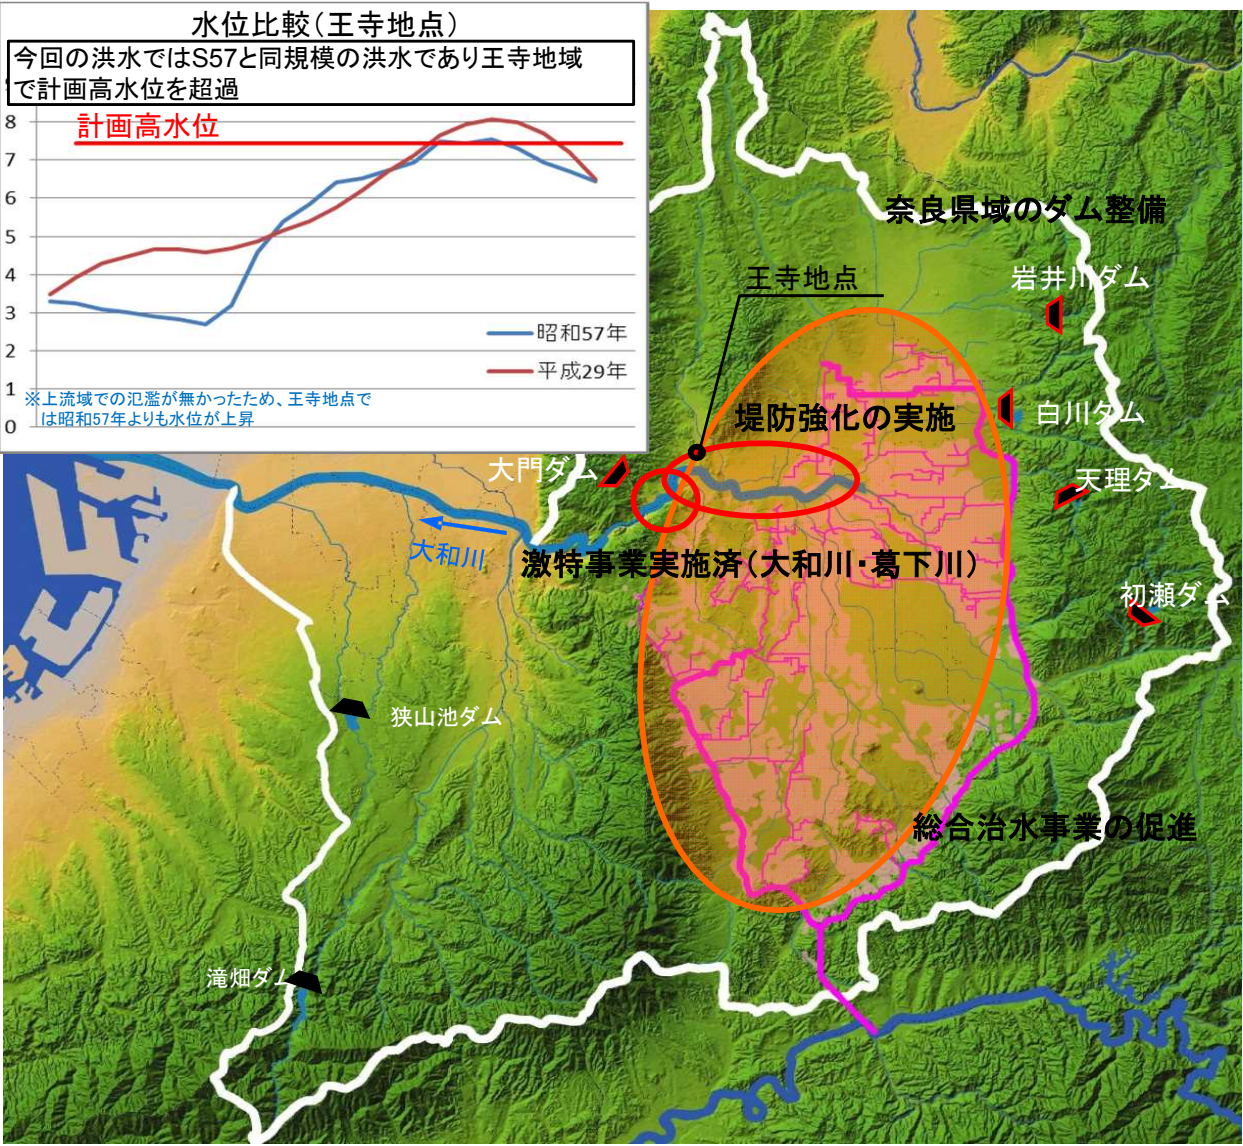 水位比較(王寺地点)
今回の洪水ではS57と同規模の洪水であり王寺地域
で計画高水位を超過
8
計画高水位
7
6
5
4
3
昭和57年
2
平成29年
1
※上流域での氾濫が無かったため、王寺地点で
は昭和57年よりも水位が上昇
0
奈良県域のダム整備
王寺地点
岩井川ダム
堤防強化の実施
白川ダム
大門ダム
天理ダム
大和川
激特事業実施済(大和川・葛下川)
初瀬ダム
狭山池ダム
総合治水事業の促進
滝畑ダム